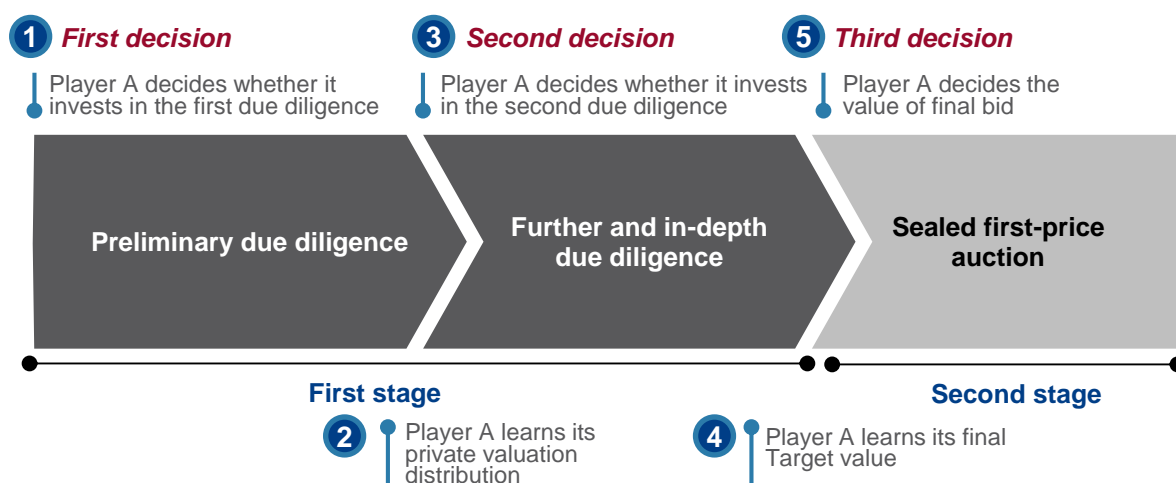 1 First decision
Player A decides whether it
invests in the first due diligence
3 Second decision
Player A decides whether it invests
in the second due diligence
5 Third decision
Player A decides the
value of final bid
Preliminary due diligence
Further and in-depth
due diligence
Sealed first-price
auction
First stage
Second stage
2 Player A learns its
private valuation
distribution
4 Player A learns its final
Target value